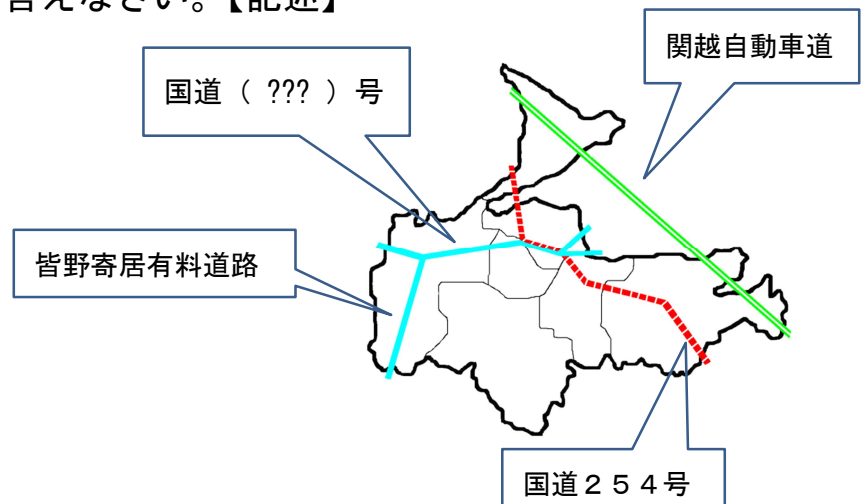 答えなさい。【記述】
関越自動車道
国道（ ??? ）号
皆野寄居有料道路
国道２５４号